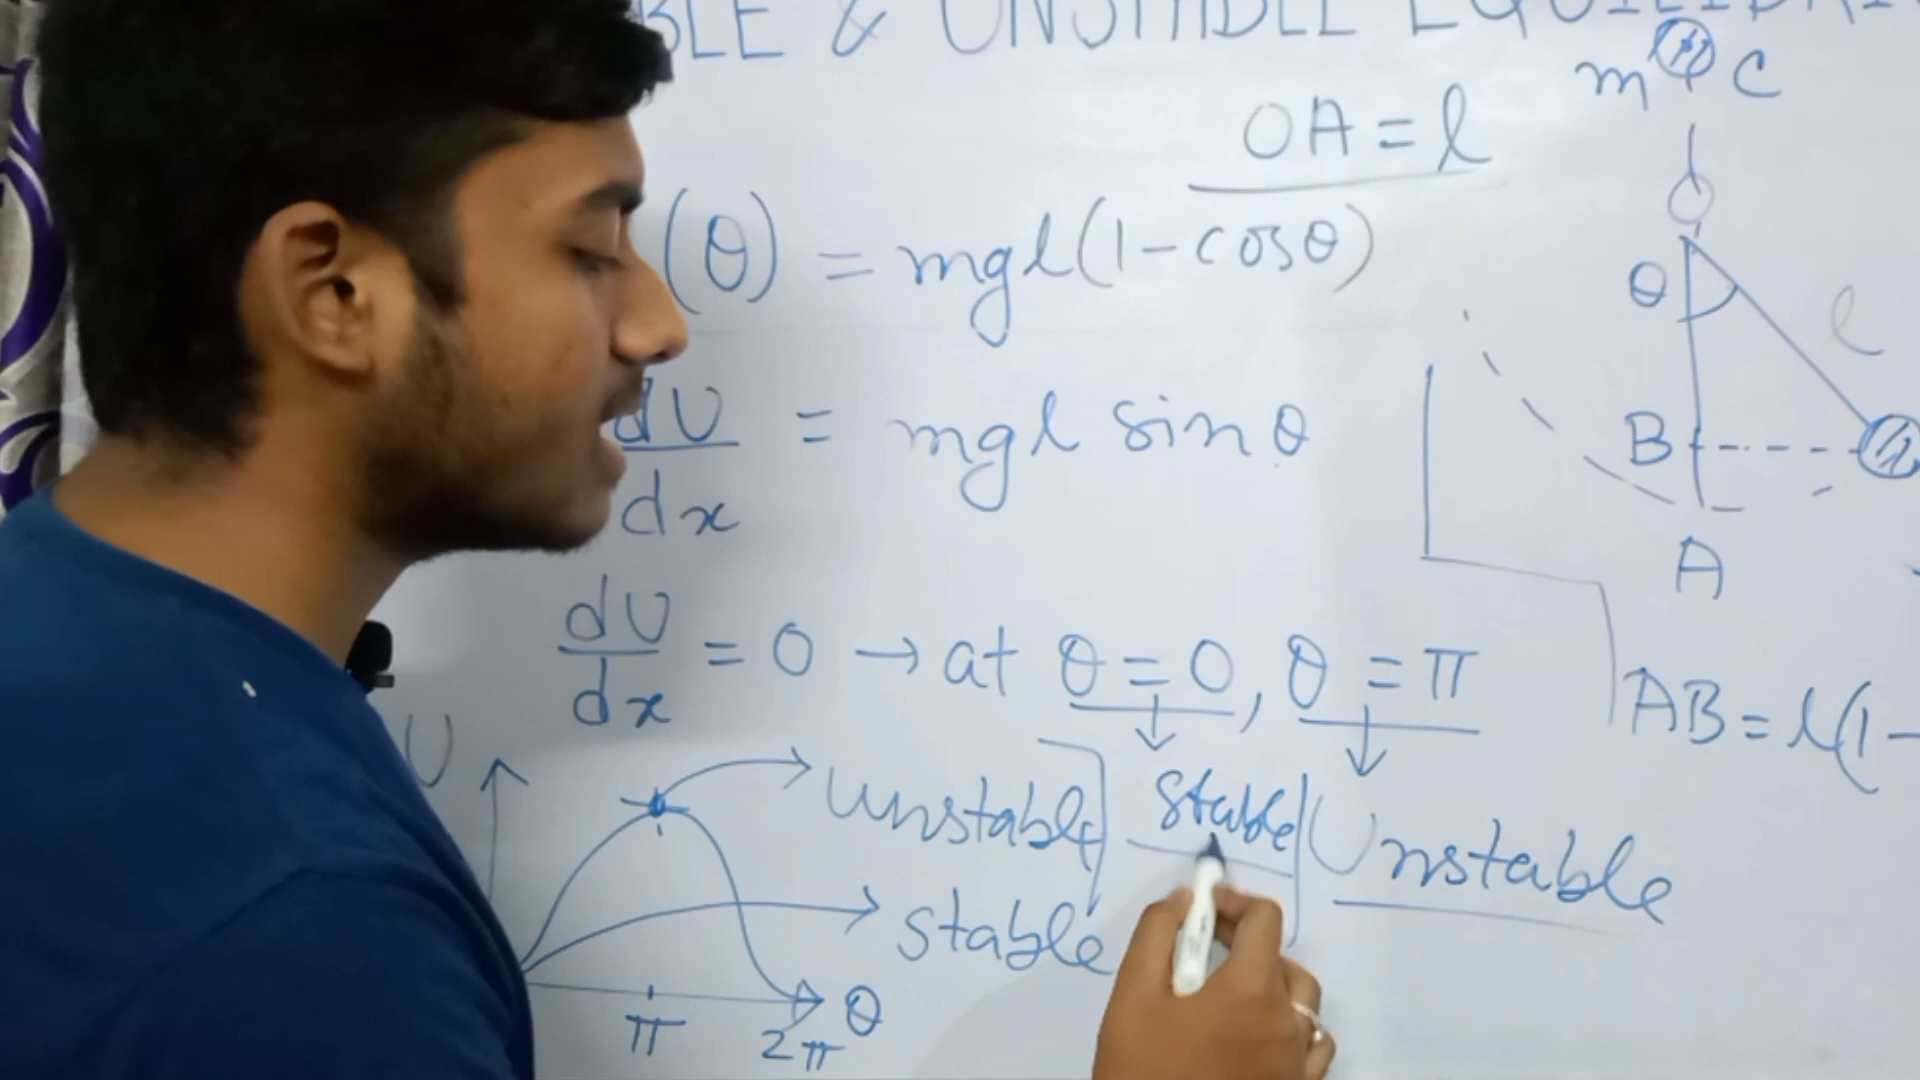 BLE & UNSTABLE EQUILIBRI
m C
OA = l
(θ) = mgl(1-cosθ)
θ l
dU/dx = mgl sinθ
B
A
dU/dx = 0 → at θ = 0, θ = π
AB = l(1-
U
unstable stable Unstable
stable
π 2π θ